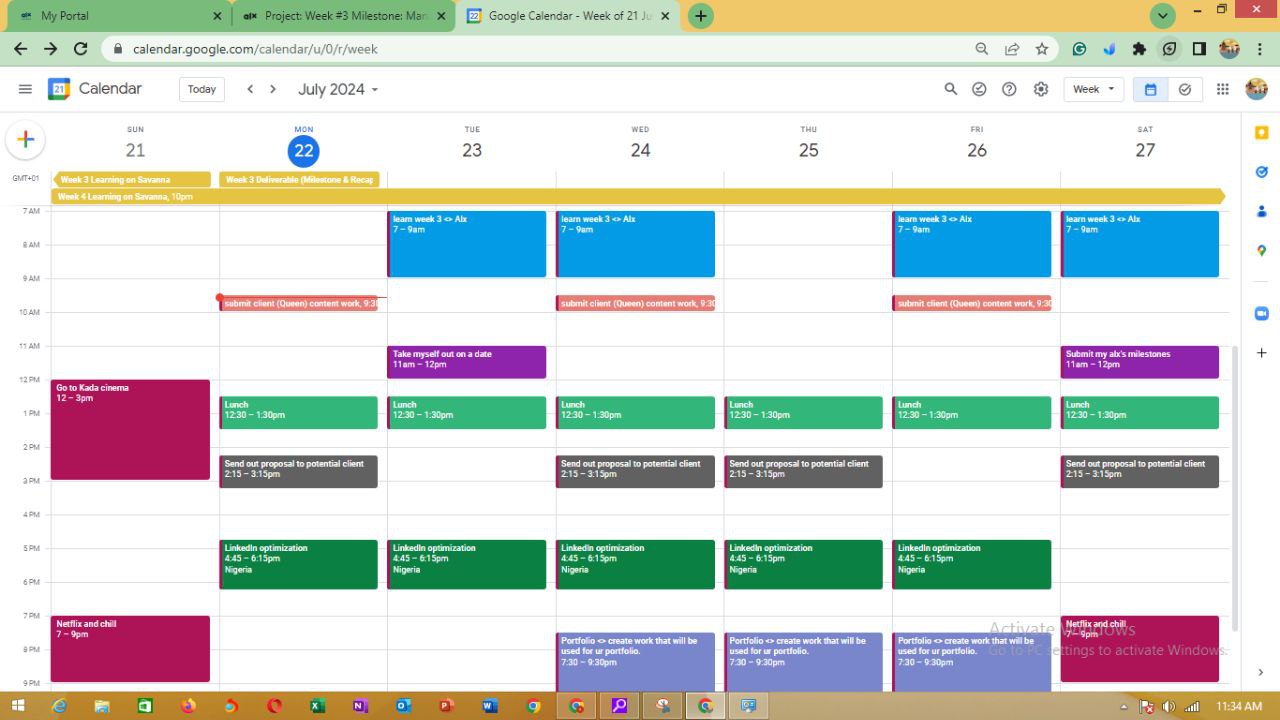 My Portal
Project: Week #3 Milestone: Man
Google Calendar - Week of 21 Ju
calendar.google.com/calendar/u/0/r/week
21 Calendar Today July 2024 Week
SUN MON TUE WED THU FRI SAT
21 22 23 24 25 26 27
GMT+01
Week 3 Learning on Savanna
Week 3 Deliverable (Milestone & Recap
Week 4 Learning on Savanna, 10pm
7 AM
learn week 3 <> Alx
7 – 9am
learn week 3 <> Alx
7 – 9am
learn week 3 <> Alx
7 – 9am
learn week 3 <> Alx
7 – 9am
8 AM
9 AM
submit client (Queen) content work, 9:30
submit client (Queen) content work, 9:30
submit client (Queen) content work, 9:30
10 AM
11 AM
Take myself out on a date
11am – 12pm
Submit my alx's milestones
11am – 12pm
12 PM
Go to Kada cinema
12 – 3pm
Lunch
12:30 – 1:30pm
Lunch
12:30 – 1:30pm
Lunch
12:30 – 1:30pm
Lunch
12:30 – 1:30pm
Lunch
12:30 – 1:30pm
Lunch
12:30 – 1:30pm
1 PM
2 PM
Send out proposal to potential client
2:15 – 3:15pm
Send out proposal to potential client
2:15 – 3:15pm
Send out proposal to potential client
2:15 – 3:15pm
Send out proposal to potential client
2:15 – 3:15pm
3 PM
4 PM
LinkedIn optimization
4:45 – 6:15pm
Nigeria
LinkedIn optimization
4:45 – 6:15pm
Nigeria
LinkedIn optimization
4:45 – 6:15pm
Nigeria
LinkedIn optimization
4:45 – 6:15pm
Nigeria
LinkedIn optimization
4:45 – 6:15pm
Nigeria
5 PM
6 PM
7 PM
Netflix and chill
7 – 9pm
Netflix and chill
7 – 9pm
Portfolio <> create work that will be
used for ur portfolio.
7:30 – 9:30pm
Portfolio <> create work that will be
used for ur portfolio.
7:30 – 9:30pm
Portfolio <> create work that will be
used for ur portfolio.
7:30 – 9:30pm
8 PM
9 PM
Activate Windows
Go to PC settings to activate Windows.
11:34 AM